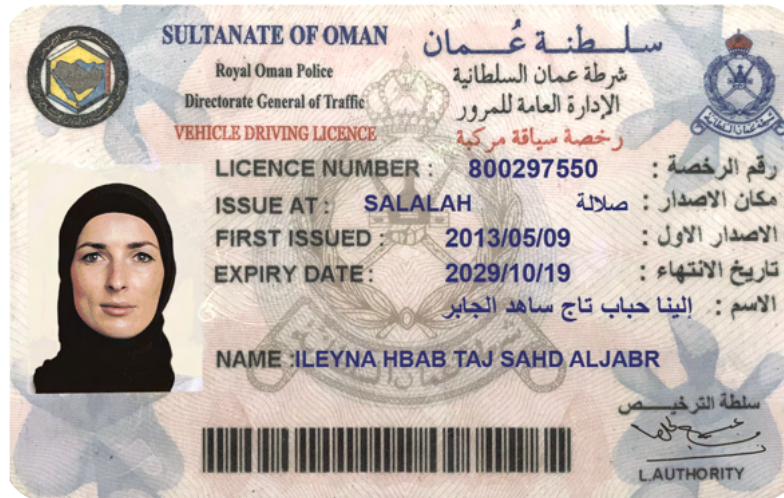 SULTANATE OF OMAN سلطنة عُمان
Royal Oman Police شرطة عمان السلطانية
Directorate General of Traffic الإدارة العامة للمرور
VEHICLE DRIVING LICENCE رخصة سياقة مركبة
LICENCE NUMBER : 800297550 رقم الرخصة :
ISSUE AT : SALALAH صلالة مكان الاصدار :
FIRST ISSUED : 2013/05/09 الاصدار الاول :
EXPIRY DATE : 2029/10/19 تاريخ الانتهاء :
الاسم : إلينا حباب تاج ساهد الجابر
NAME :ILEYNA HBAB TAJ SAHD ALJABR
سلطة الترخيص
L.AUTHORITY